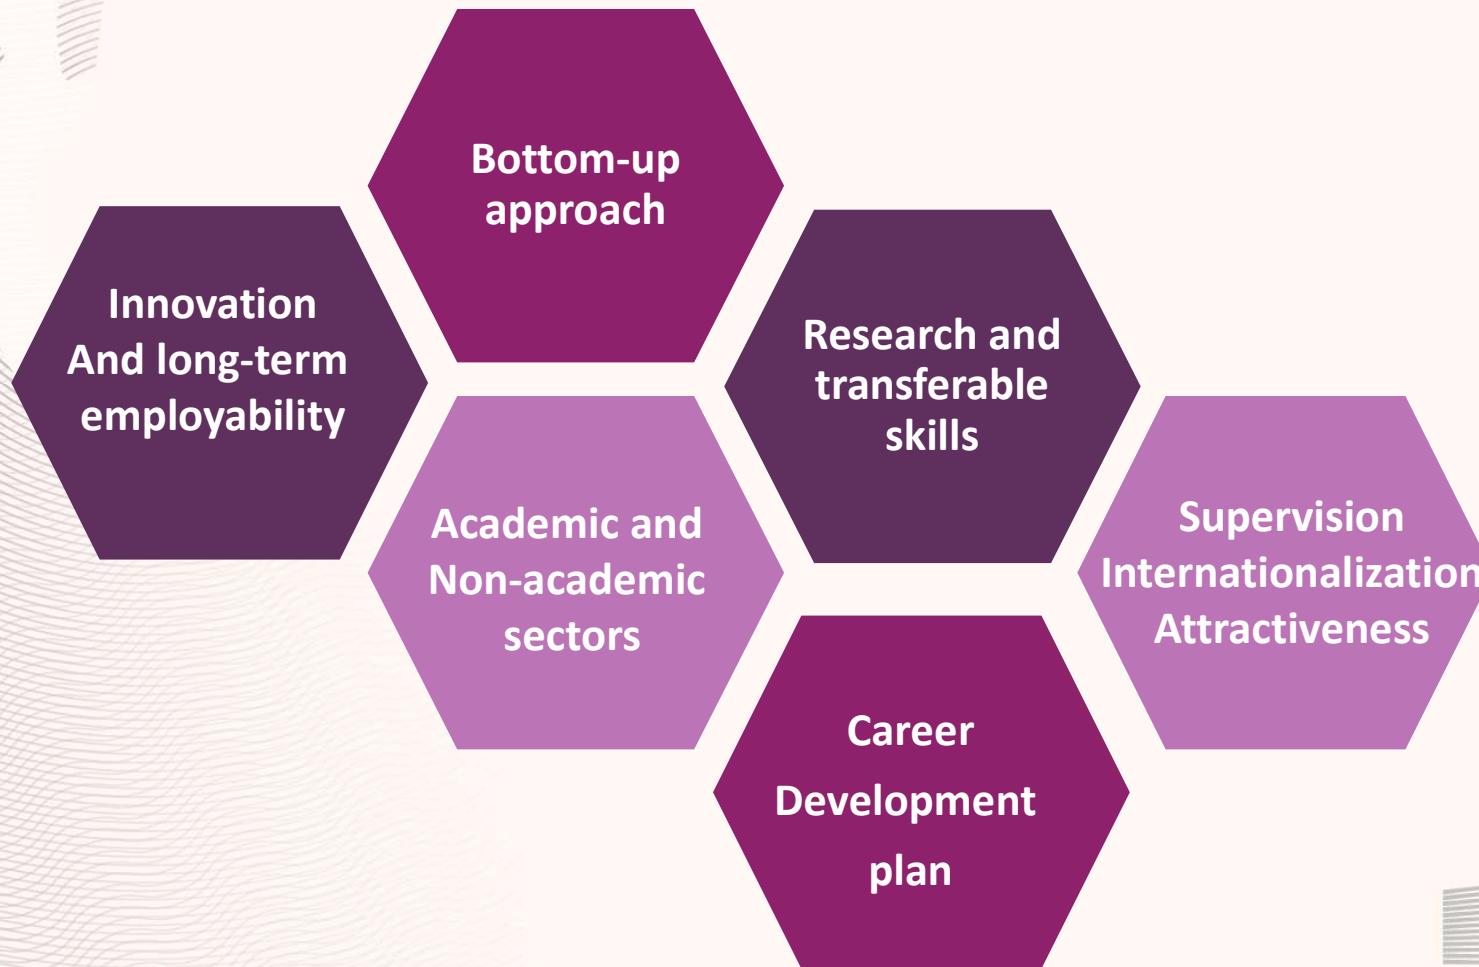 Bottom-up
approach
Innovation
And long-term
employability
Research and
transferable
skills
Academic and
Non-academic
sectors
Supervision
Internationalization
Attractiveness
Career
Development
plan